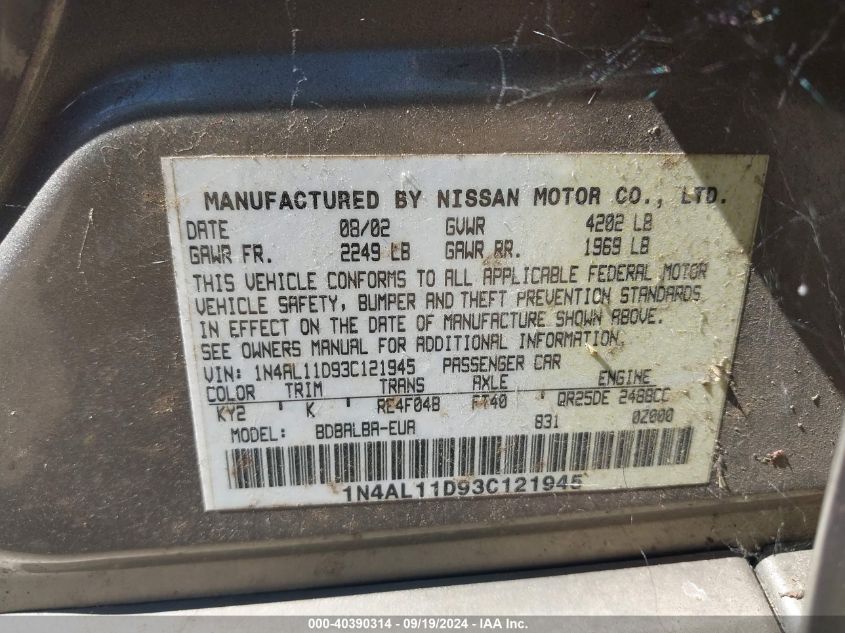 MANUFACTURED BY NISSAN MOTOR CO., LTD.
DATE 08/02 GVWR 4202 LB
GAWR FR. 2249 LB GAWR RR. 1969 LB
THIS VEHICLE CONFORMS TO ALL APPLICABLE FEDERAL MOTOR
VEHICLE SAFETY, BUMPER AND THEFT PREVENTION STANDARDS
IN EFFECT ON THE DATE OF MANUFACTURE SHOWN ABOVE.
SEE OWNERS MANUAL FOR ADDITIONAL INFORMATION.
VIN: 1N4AL11D93C121945 PASSENGER CAR
COLOR TRIM TRANS AXLE ENGINE
KY2 ' K ' RE4F04B FT40 QR25DE 2488CC
MODEL: BDBALBA-EUA 831 0Z000
1N4AL11D93C121945
000-40390314 - 09/19/2024 - IAA Inc.